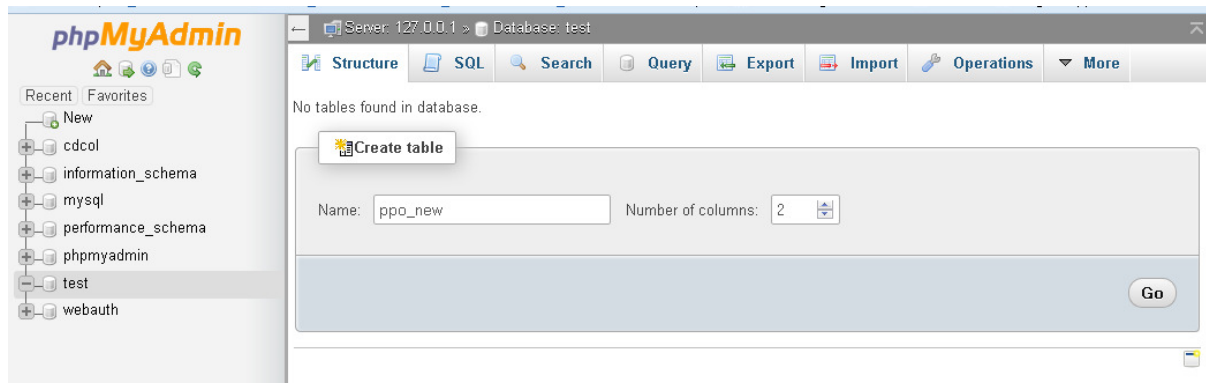 phpMyAdmin
Recent Favorites
New
cdcol
information_schema
mysql
performance_schema
phpmyadmin
test
webauth
Server: 127.0.0.1 » Database: test
Structure SQL Search Query Export Import Operations More
No tables found in database.
Create table
Name: ppo_new Number of columns: 2
Go